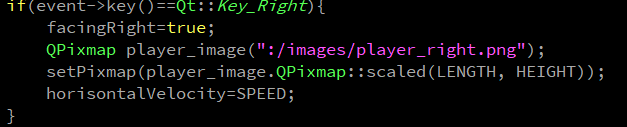 if(event->key()==Qt::Key_Right){
facingRight=true;
QPixmap player_image(":/images/player_right.png");
setPixmap(player_image.QPixmap::scaled(LENGTH, HEIGHT));
horisontalVelocity=SPEED;
}